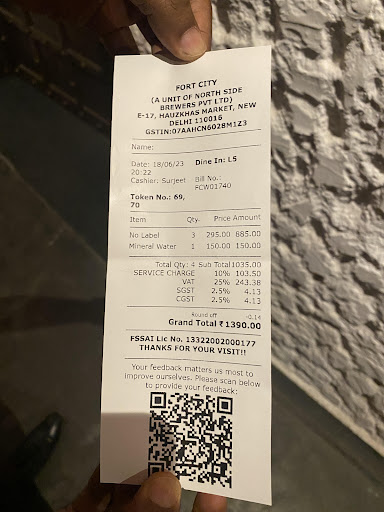 FORT CITY
(A UNIT OF NORTH SIDE
BREWERS PVT LTD)
E-17, HAUZKHAS MARKET, NEW
DELHI 110016
GSTIN:07AAHCN6028M1Z3
Name:
Date: 18/06/23 Dine In: L5
20:22
Cashier: Surjeet Bill No.:
FCW01740
Token No.: 69,
70
Item Qty. Price Amount
No Label 3 295.00 885.00
Mineral Water 1 150.00 150.00
Total Qty: 4 Sub Total 1035.00
SERVICE CHARGE 10% 103.50
VAT 25% 243.38
SGST 2.5% 4.13
CGST 2.5% 4.13
Round off -0.14
Grand Total ₹1390.00
FSSAI Lic No. 13322002000177
THANKS FOR YOUR VISIT!!
Your feedback matters us most to
improve ourselves. Please scan below
to provide your feedback: